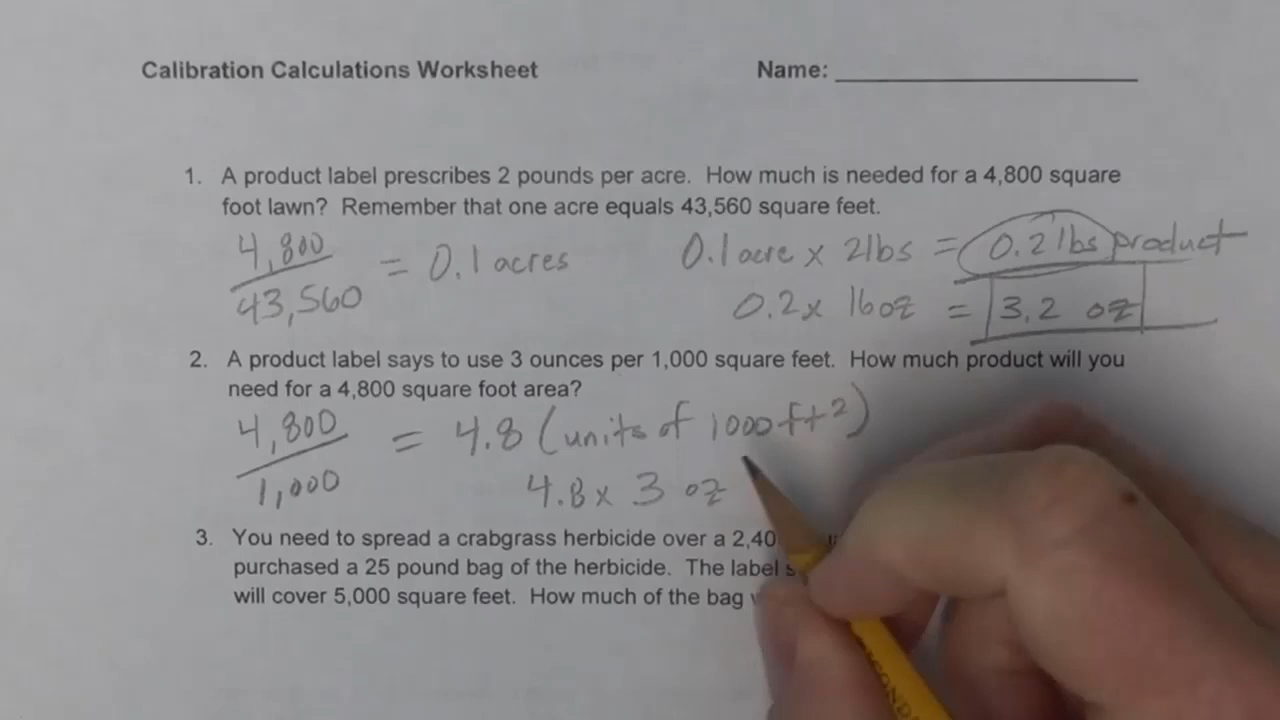 Calibration Calculations Worksheet Name:
1. A product label prescribes 2 pounds per acre. How much is needed for a 4,800 square
foot lawn? Remember that one acre equals 43,560 square feet.
4,800
43,560
= 0.1 acres
0.1 acre x 2 lbs = 0.2 lbs product
0.2 x 16 oz = 3.2 oz
2. A product label says to use 3 ounces per 1,000 square feet. How much product will you
need for a 4,800 square foot area?
4,800
1,000
= 4.8 (units of 1000 ft²)
4.8 x 3 oz
3. You need to spread a crabgrass herbicide over a 2,40
purchased a 25 pound bag of the herbicide. The label
will cover 5,000 square feet. How much of the bag